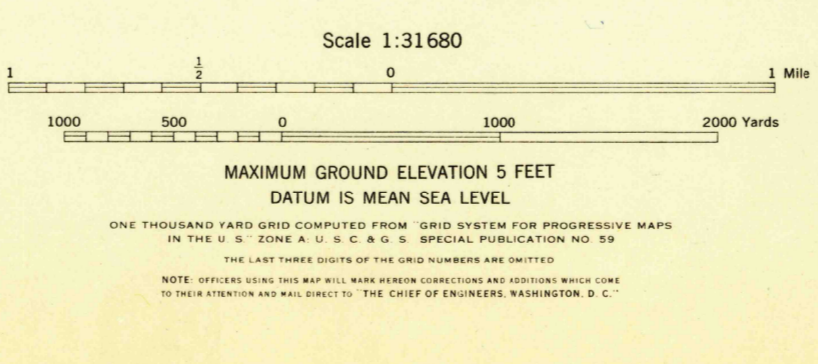 Scale 1:31680
1 1/2 0 1 Mile
1000 500 0 1000 2000 Yards
MAXIMUM GROUND ELEVATION 5 FEET
DATUM IS MEAN SEA LEVEL
ONE THOUSAND YARD GRID COMPUTED FROM "GRID SYSTEM FOR PROGRESSIVE MAPS
IN THE U. S." ZONE A: U. S. C. & G. S. SPECIAL PUBLICATION NO. 59
THE LAST THREE DIGITS OF THE GRID NUMBERS ARE OMITTED
NOTE: OFFICERS USING THIS MAP WILL MARK HEREON CORRECTIONS AND ADDITIONS WHICH COME
TO THEIR ATTENTION AND MAIL DIRECT TO "THE CHIEF OF ENGINEERS, WASHINGTON, D. C."